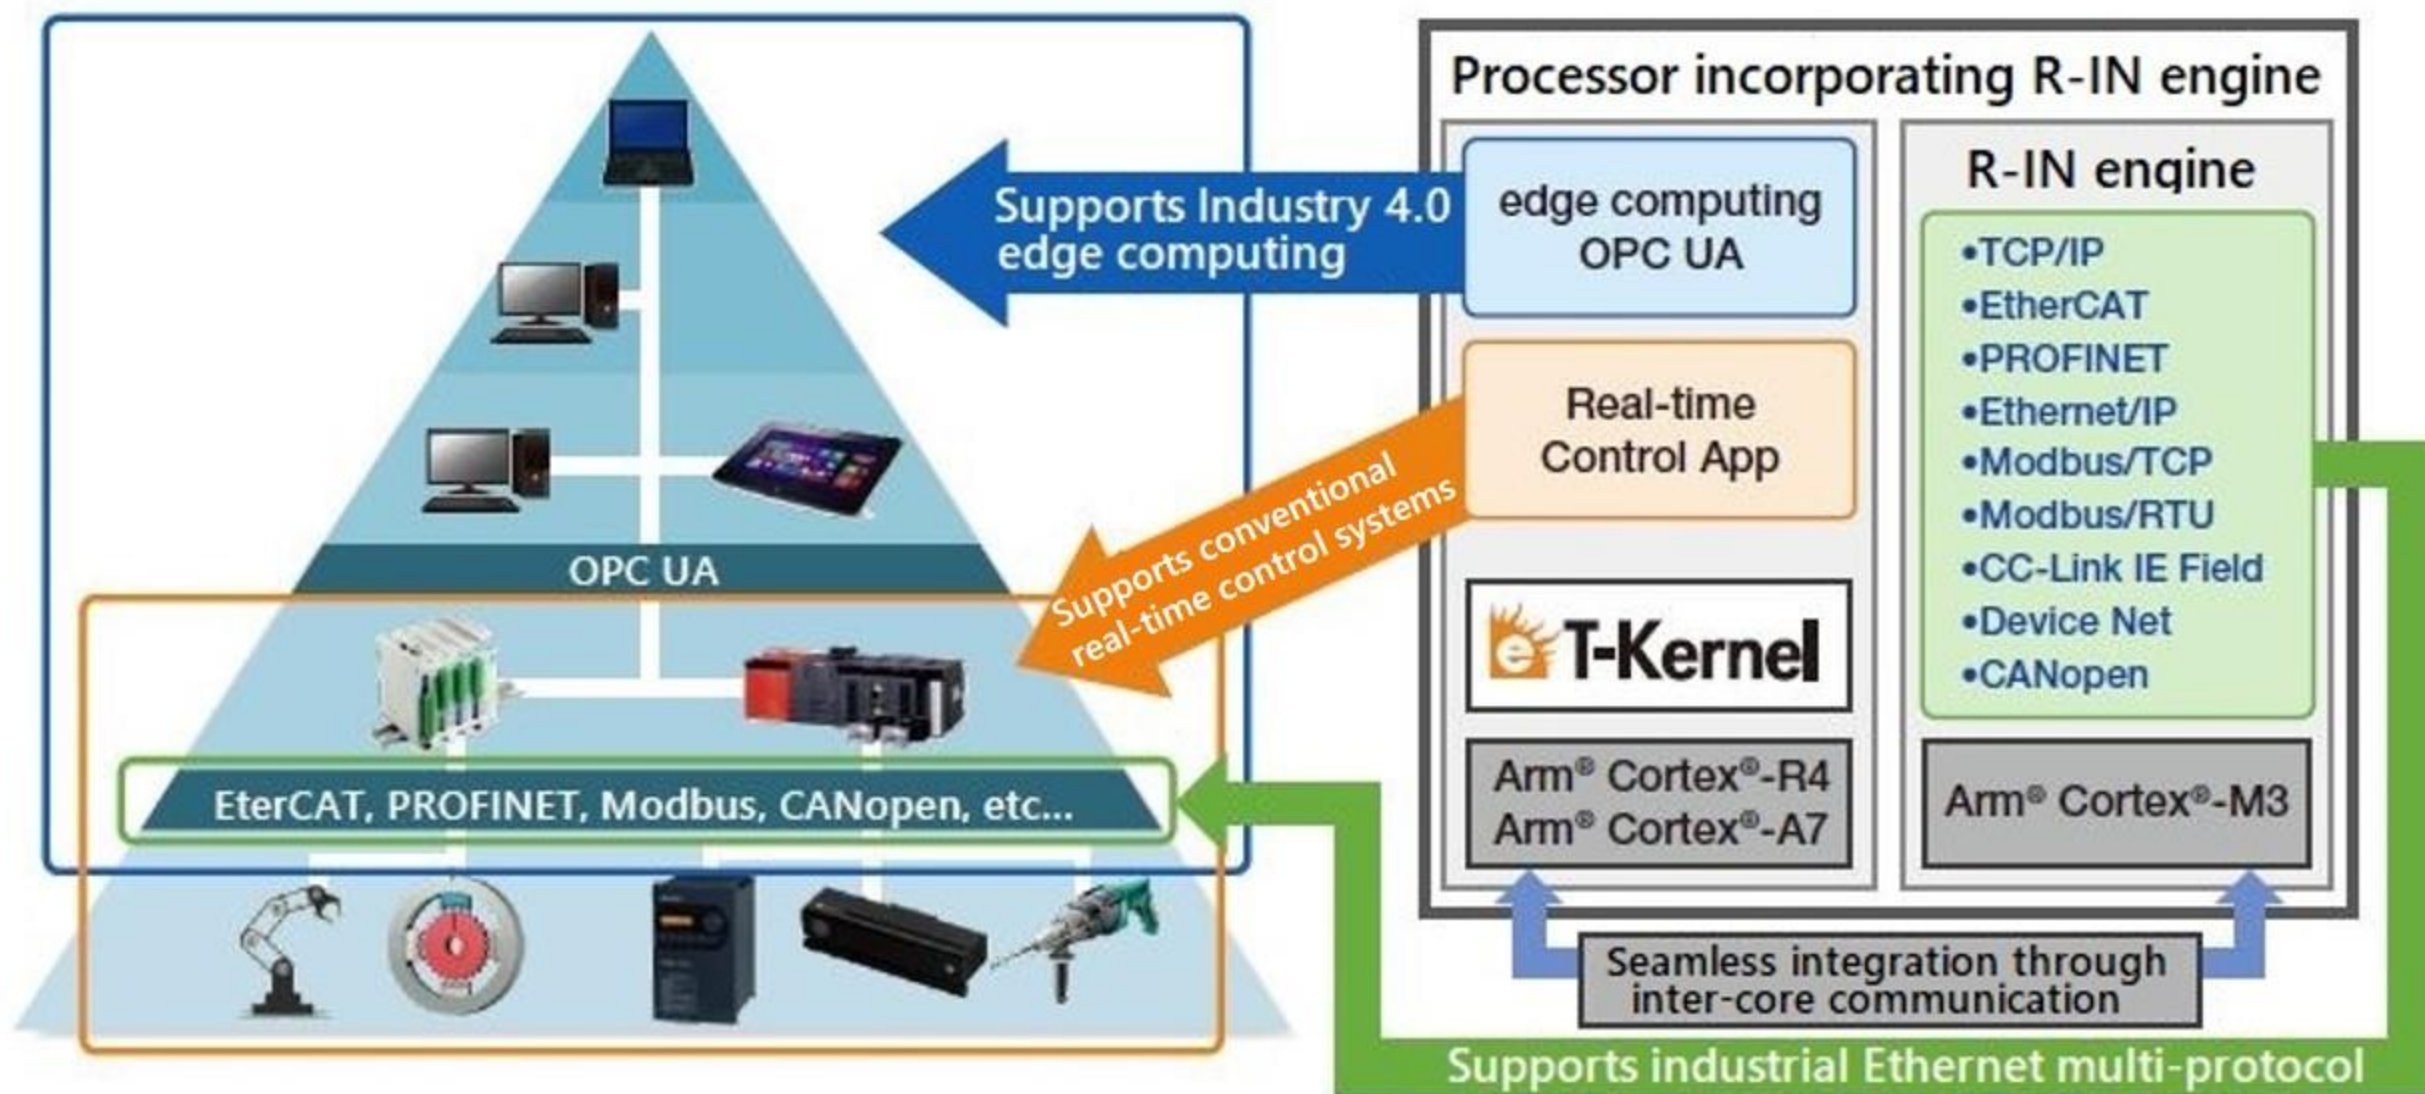 Supports Industry 4.0
edge computing
OPC UA
Supports conventional
real-time control systems
EterCAT, PROFINET, Modbus, CANopen, etc...
Processor incorporating R-IN engine
edge computing
OPC UA
Real-time
Control App
e T-Kernel
Arm® Cortex®-R4
Arm® Cortex®-A7
R-IN engine
•TCP/IP
•EtherCAT
•PROFINET
•Ethernet/IP
•Modbus/TCP
•Modbus/RTU
•CC-Link IE Field
•Device Net
•CANopen
Arm® Cortex®-M3
Seamless integration through
inter-core communication
Supports industrial Ethernet multi-protocol